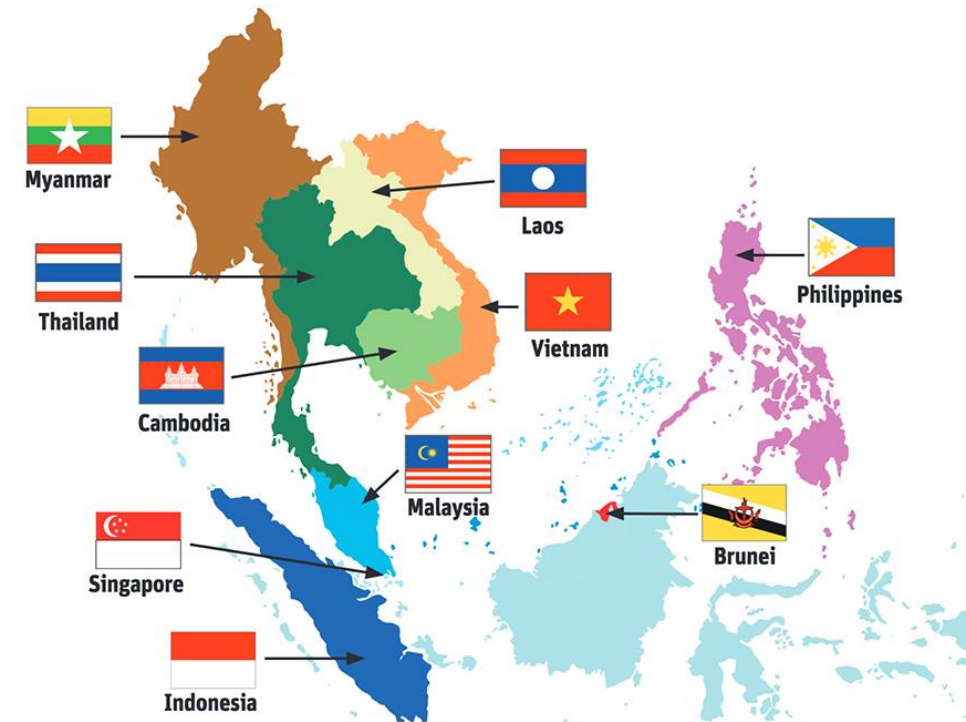 Myanmar
Laos
Thailand
Philippines
Vietnam
Cambodia
Malaysia
Singapore
Brunei
Indonesia